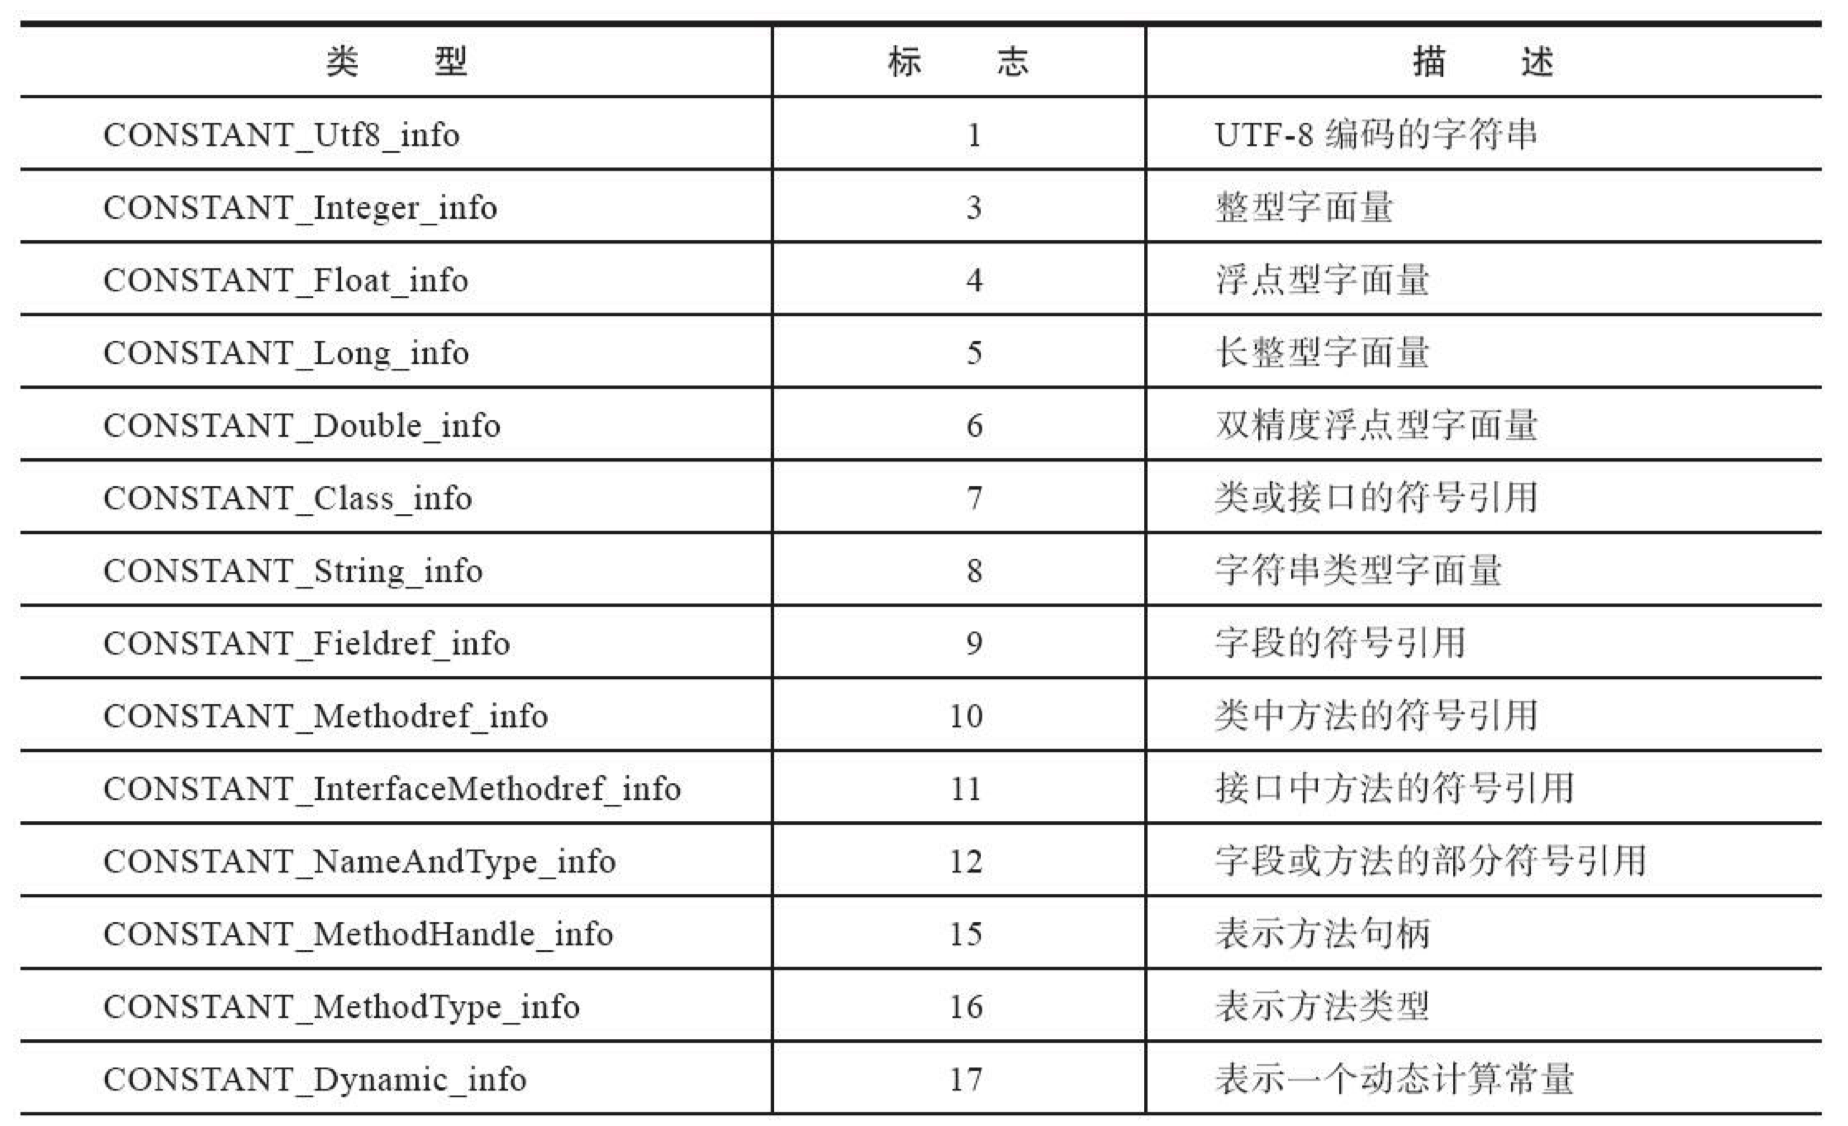 类 型 标 志 描 述
CONSTANT_Utf8_info 1 UTF-8 编码的字符串
CONSTANT_Integer_info 3 整型字面量
CONSTANT_Float_info 4 浮点型字面量
CONSTANT_Long_info 5 长整型字面量
CONSTANT_Double_info 6 双精度浮点型字面量
CONSTANT_Class_info 7 类或接口的符号引用
CONSTANT_String_info 8 字符串类型字面量
CONSTANT_Fieldref_info 9 字段的符号引用
CONSTANT_Methodref_info 10 类中方法的符号引用
CONSTANT_InterfaceMethodref_info 11 接口中方法的符号引用
CONSTANT_NameAndType_info 12 字段或方法的部分符号引用
CONSTANT_MethodHandle_info 15 表示方法句柄
CONSTANT_MethodType_info 16 表示方法类型
CONSTANT_Dynamic_info 17 表示一个动态计算常量